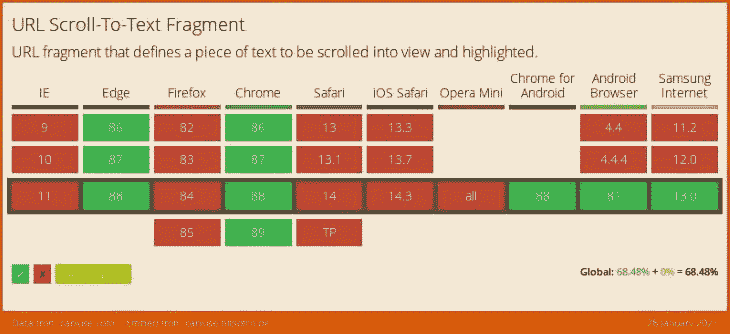 URL Scroll-To-Text Fragment
URL fragment that defines a piece of text to be scrolled into view and highlighted.
IE Edge Firefox Chrome Safari iOS Safari Opera Mini Chrome for Android Android Browser Samsung Internet
9 86 82 86 13 13.3 4.4 11.2
10 87 83 87 13.1 13.7 4.4.4 12.0
11 88 84 88 14 14.3 all 88 81 13.0
85 89 TP
✓ ✗
Global: 68.48% + 0% = 68.48%